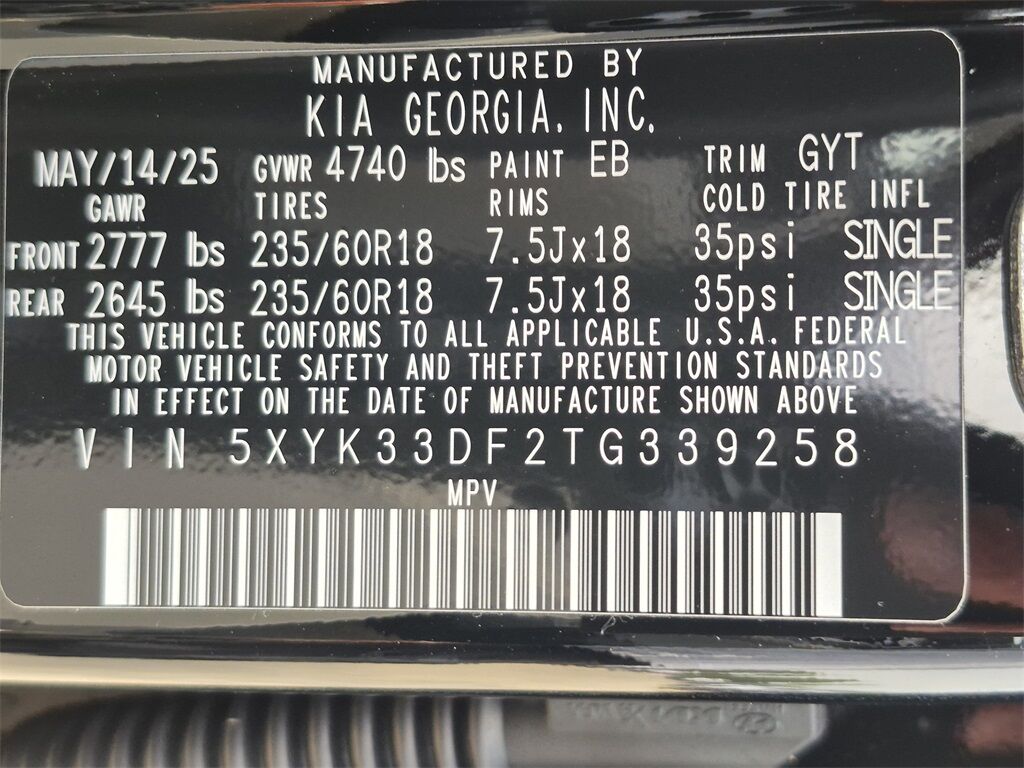 MANUFACTURED BY
KIA GEORGIA, INC.
MAY/14/25 GVWR 4740 lbs PAINT EB TRIM GYT
GAWR TIRES RIMS COLD TIRE INFL
FRONT 2777 lbs 235/60R18 7.5Jx18 35psi SINGLE
REAR 2645 lbs 235/60R18 7.5Jx18 35psi SINGLE
THIS VEHICLE CONFORMS TO ALL APPLICABLE U.S.A. FEDERAL
MOTOR VEHICLE SAFETY AND THEFT PREVENTION STANDARDS
IN EFFECT ON THE DATE OF MANUFACTURE SHOWN ABOVE
VIN 5XYK33DF2TG339258
MPV